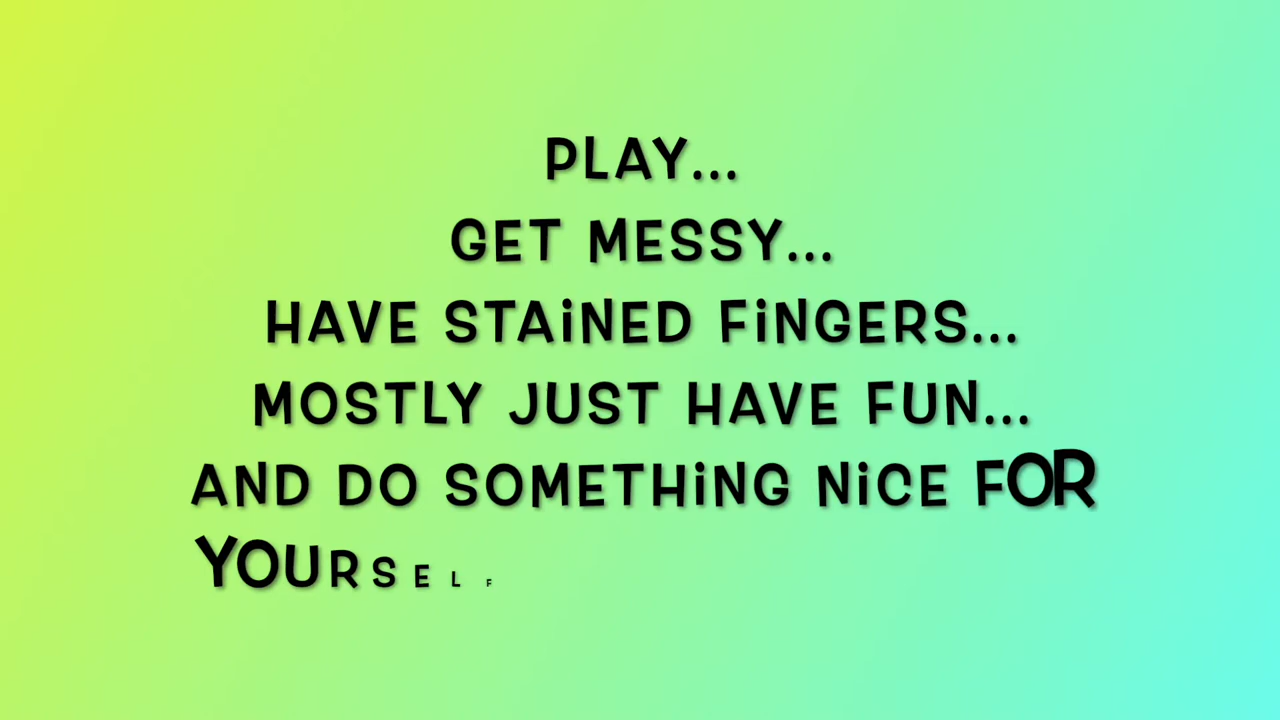 PLAY...
GET MESSY...
HAVE STAiNED FiNGERS...
MOSTLY JUST HAVE FUN...
AND DO SOMETHiNG NiCE FOR
YOURSELF